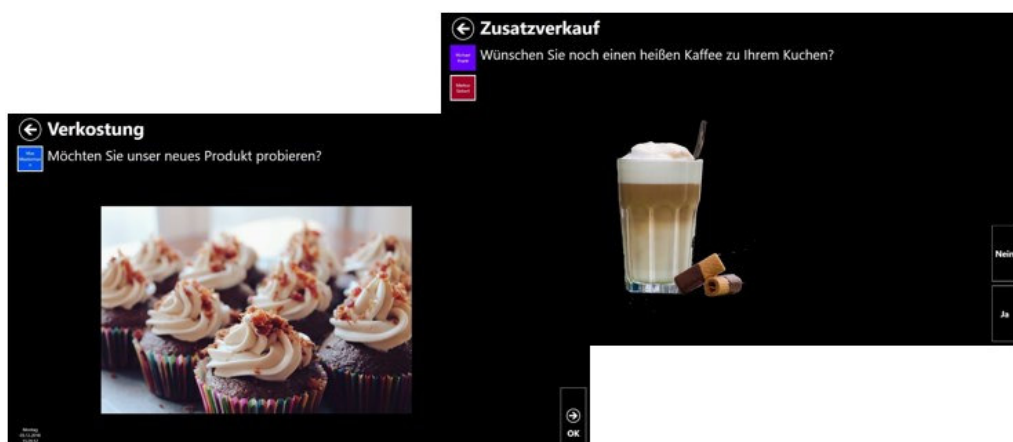 Zusatzverkauf
Wünschen Sie noch einen heißen Kaffee zu Ihrem Kuchen?
Nein
Ja
Verkostung
Möchten Sie unser neues Produkt probieren?
Montag
OK